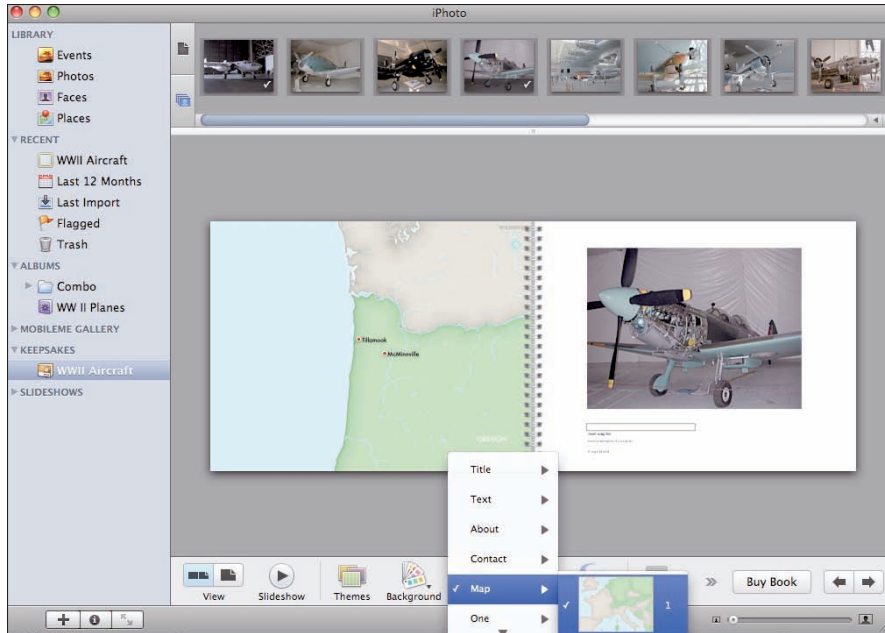 iPhoto
LIBRARY
Events
Photos
Faces
Places
RECENT
WWII Aircraft
Last 12 Months
Last Import
Flagged
Trash
ALBUMS
Combo
WW II Planes
MOBILEME GALLERY
KEEPSAKES
WWII Aircraft
SLIDESHOWS
Tillamook
McMinnville
OREGON
Title
Text
About
Contact
Map
1
One
View
Slideshow
Themes
Background
Buy Book